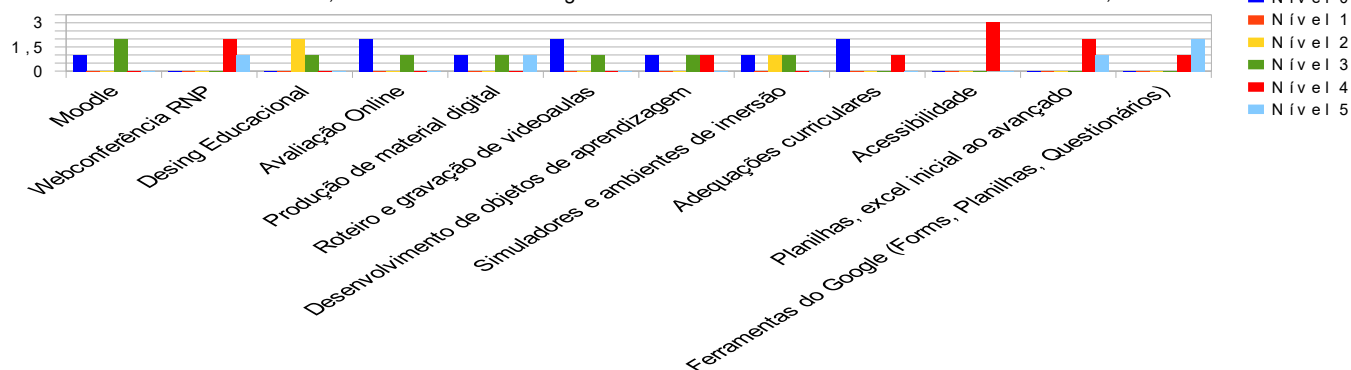 3
1,5
0
Moodle
Webconferência RNP
Desing Educacional
Avaliação Online
Produção de material digital
Roteiro e gravação de videoaulas
Desenvolvimento de objetos de aprendizagem
Simuladores e ambientes de imersão
Adequações curriculares
Acessibilidade
Planilhas, excel inicial ao avançado
Ferramentas do Google (Forms, Planilhas, Questionários)
Nível 1
Nível 2
Nível 3
Nível 4
Nível 5